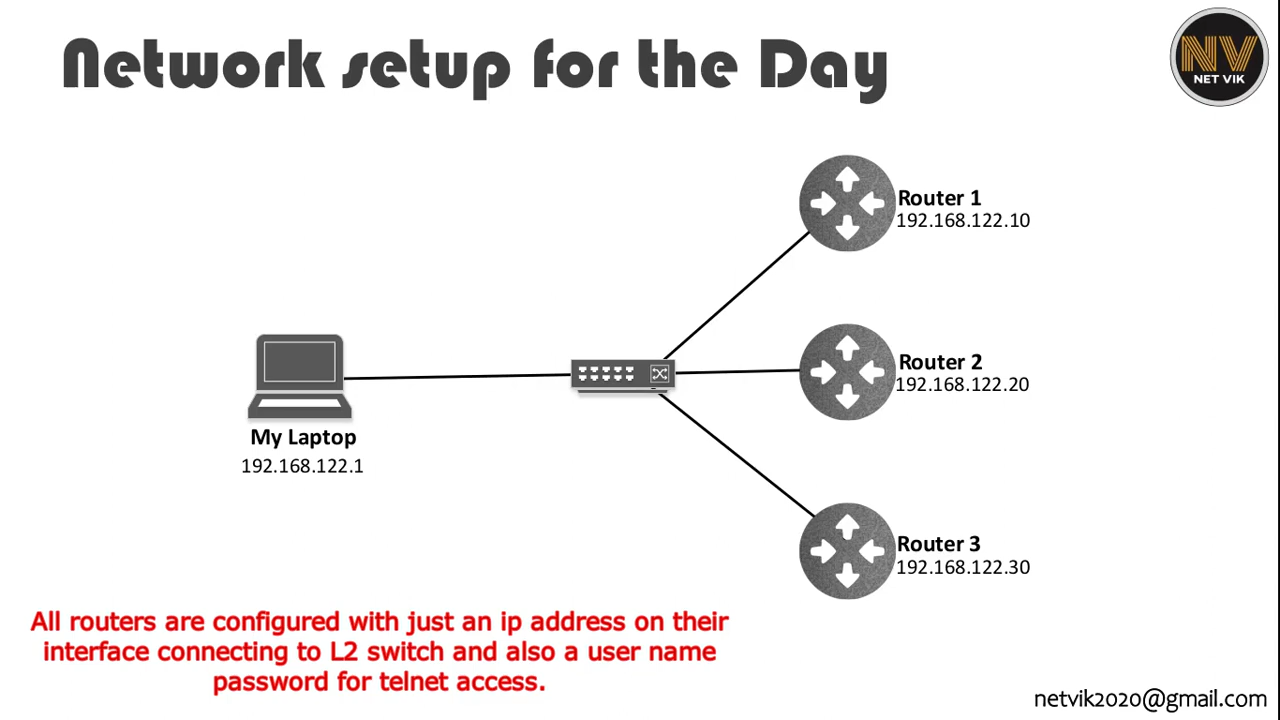 Network setup for the Day
NV
NET VIK
Router 1
192.168.122.10
Router 2
192.168.122.20
My Laptop
192.168.122.1
Router 3
192.168.122.30
All routers are configured with just an ip address on their
interface connecting to L2 switch and also a user name
password for telnet access.
netvik2020@gmail.com